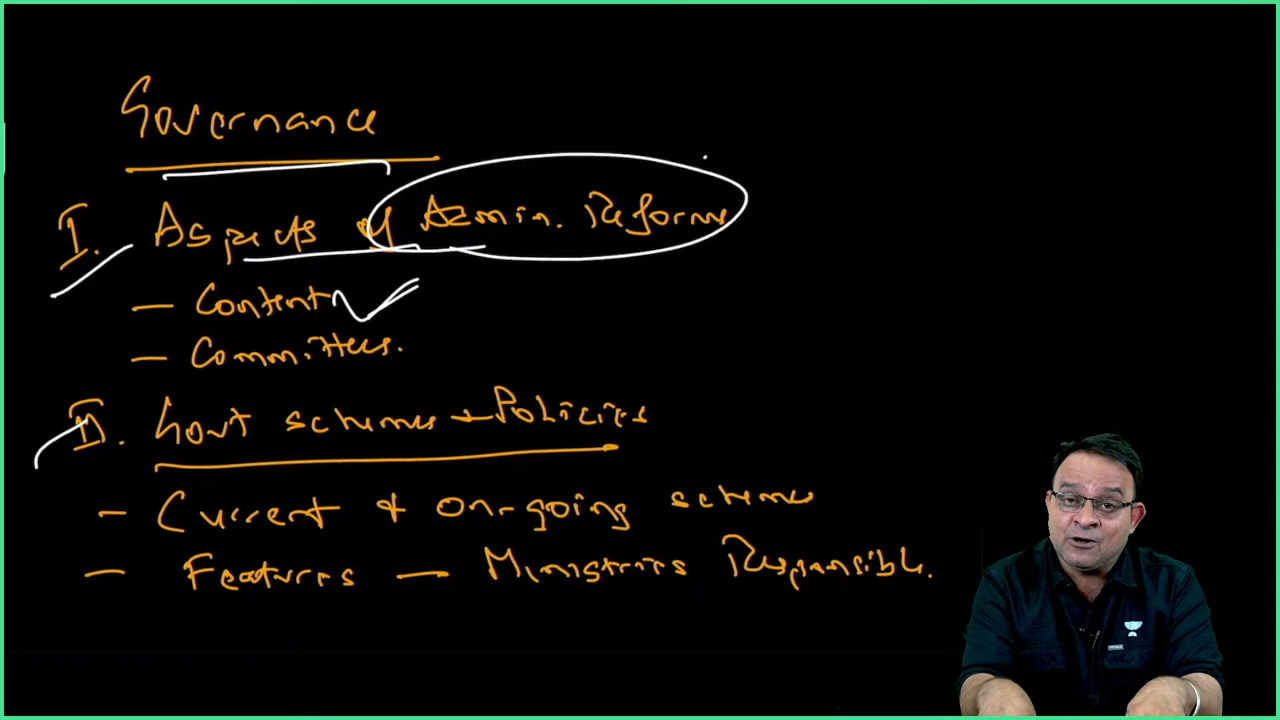 Governance
I. Aspects of Admin. Reforms
- Content
- Committees.
II. Govt schemes + Policies
- Current & on-going schemes
- Features - Ministries Responsible.